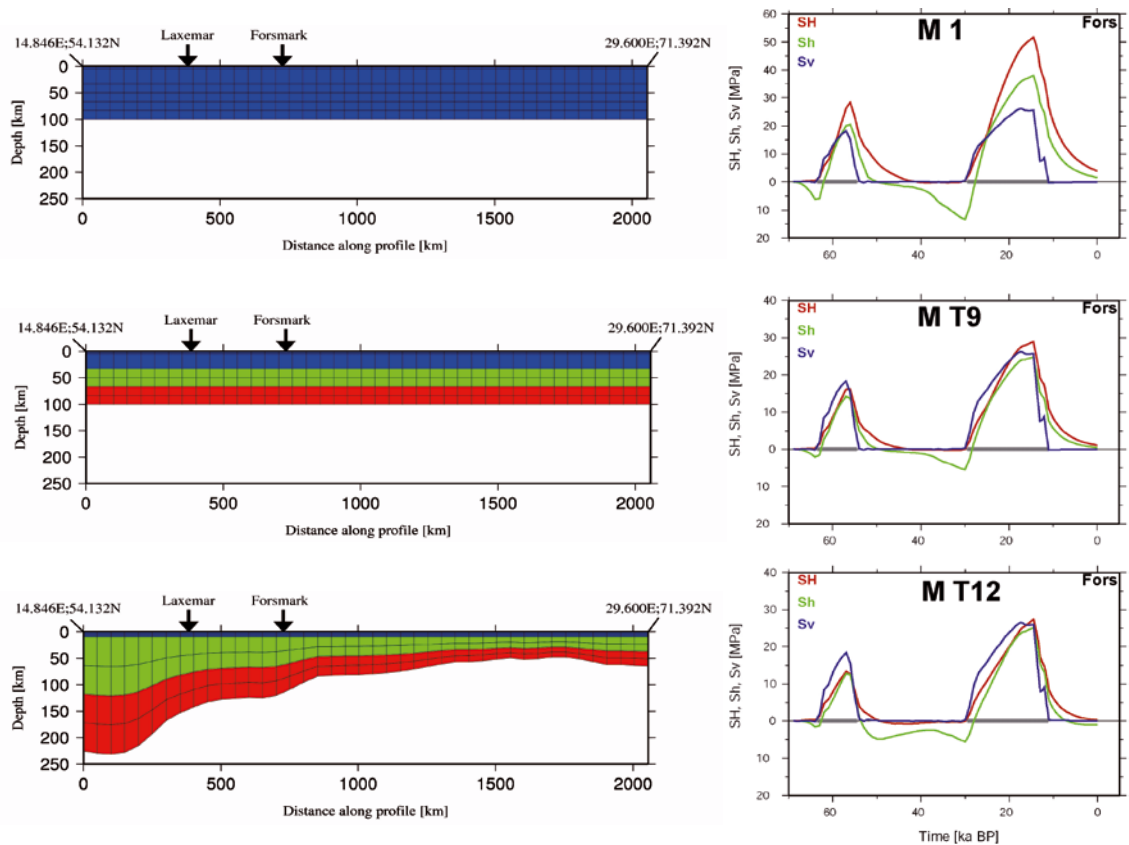 Laxemar Forsmark
14.846E;54.132N 29.600E;71.392N
Depth [km]
0
50
100
150
200
250
0 500 1000 1500 2000
Distance along profile [km]
M 1
Fors
SH
Sh
Sv
SH, Sh, Sv [MPa]
60
50
40
30
20
10
0
10
20
60 40 20 0
Laxemar Forsmark
14.846E;54.132N 29.600E;71.392N
Depth [km]
0
50
100
150
200
250
0 500 1000 1500 2000
Distance along profile [km]
M T9
Fors
SH
Sh
Sv
SH, Sh, Sv [MPa]
40
30
20
10
0
10
20
60 40 20 0
Laxemar Forsmark
14.846E;54.132N 29.600E;71.392N
Depth [km]
0
50
100
150
200
250
0 500 1000 1500 2000
Distance along profile [km]
M T12
Fors
SH
Sh
Sv
SH, Sh, Sv [MPa]
40
30
20
10
0
10
20
60 40 20 0
Time [ka BP]